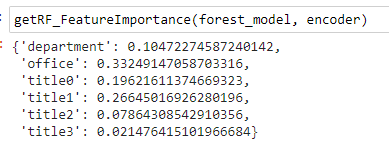 getRF_FeatureImportance(forest_model, encoder)
: {'department': 0.10472274587240142,
'office': 0.33249147058703316,
'title0': 0.19621611374669323,
'title1': 0.26645016926280196,
'title2': 0.07864308542910356,
'title3': 0.021476415101966684}